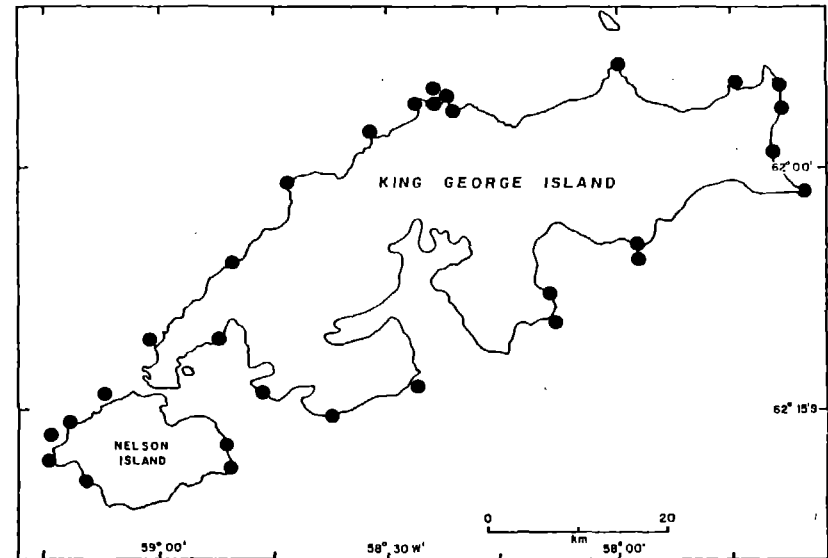 62° 00'
KING GEORGE ISLAND
62° 15'S
NELSON
ISLAND
0 20
km
59° 00'
58° 30 W'
58° 00'